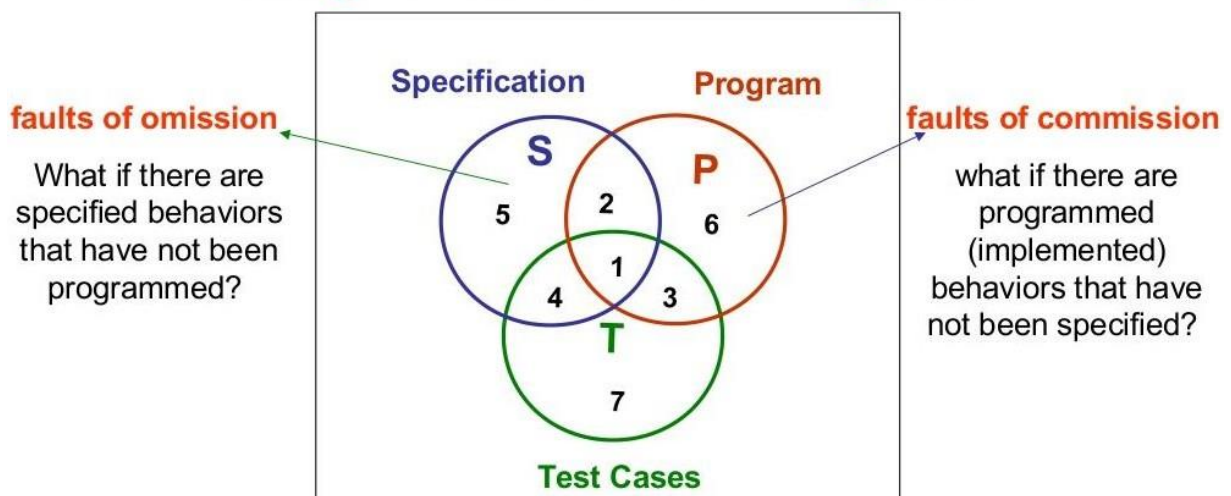 Specification
Program
faults of omission
What if there are
specified behaviors
that have not been
programmed?
S
P
2
5
6
1
4
3
T
7
Test Cases
faults of commission
what if there are
programmed
(implemented)
behaviors that have
not been specified?